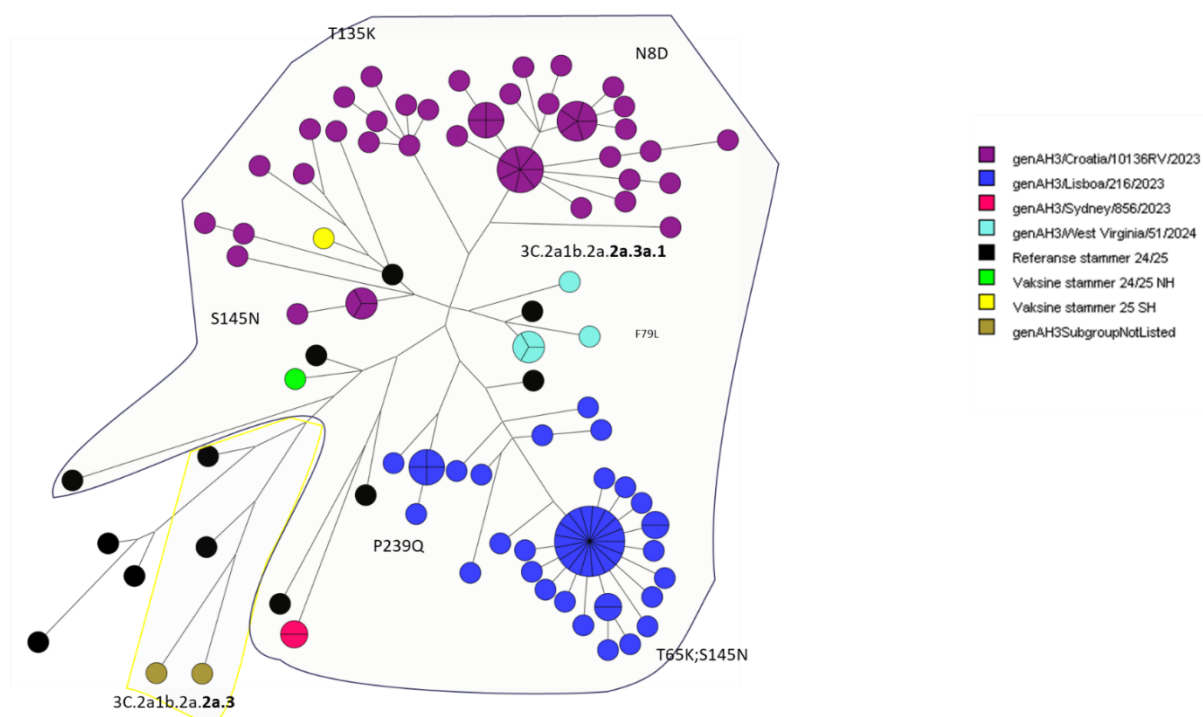 T135K
N8D
3C.2a1b.2a.2a.3a.1
S145N
F79L
P239Q
T65K;S145N
3C.2a1b.2a.2a.3
genAH3/Croatia/10136RV/2023
genAH3/Lisboa/216/2023
genAH3/Sydney/856/2023
genAH3/West Virginia/51/2024
Referanse stammer 24/25
Vaksine stammer 24/25 NH
Vaksine stammer 25 SH
genAH3SubgroupNotListed